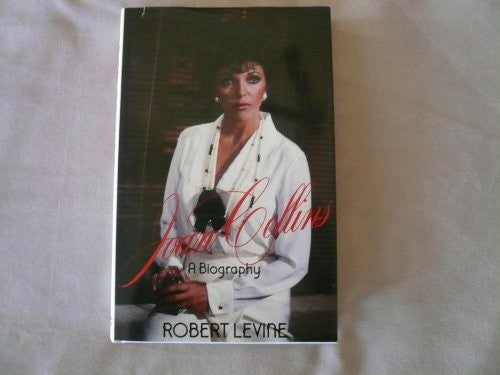 Joan Collins
A Biography
ROBERT LEVINE